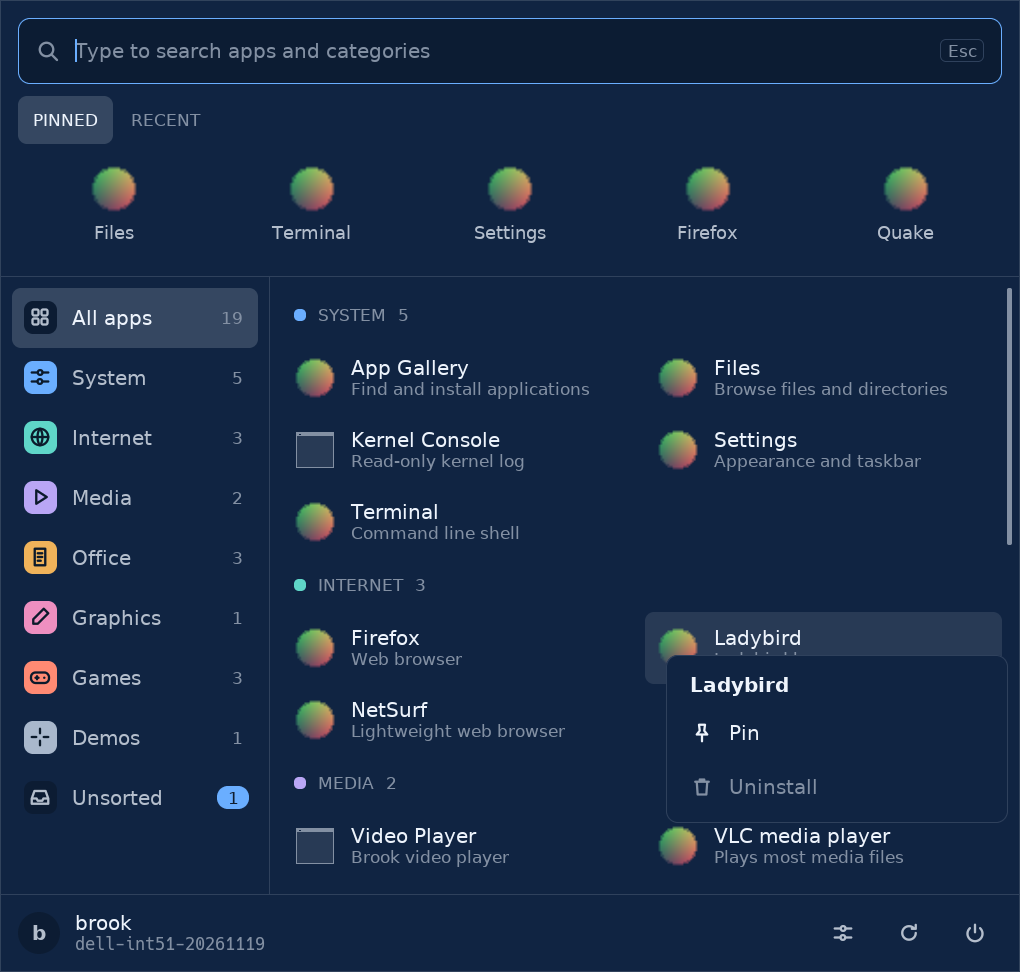 Type to search apps and categories
Esc
PINNED
RECENT
Files
Terminal
Settings
Firefox
Quake
All apps 19
System 5
Internet 3
Media 2
Office 3
Graphics 1
Games 3
Demos 1
Unsorted 1
SYSTEM 5
App Gallery
Find and install applications
Files
Browse files and directories
Kernel Console
Read-only kernel log
Settings
Appearance and taskbar
Terminal
Command line shell
INTERNET 3
Firefox
Web browser
Ladybird
NetSurf
Lightweight web browser
Ladybird
Pin
Uninstall
MEDIA 2
Video Player
Brook video player
VLC media player
Plays most media files
b
brook
dell-int51-20261119